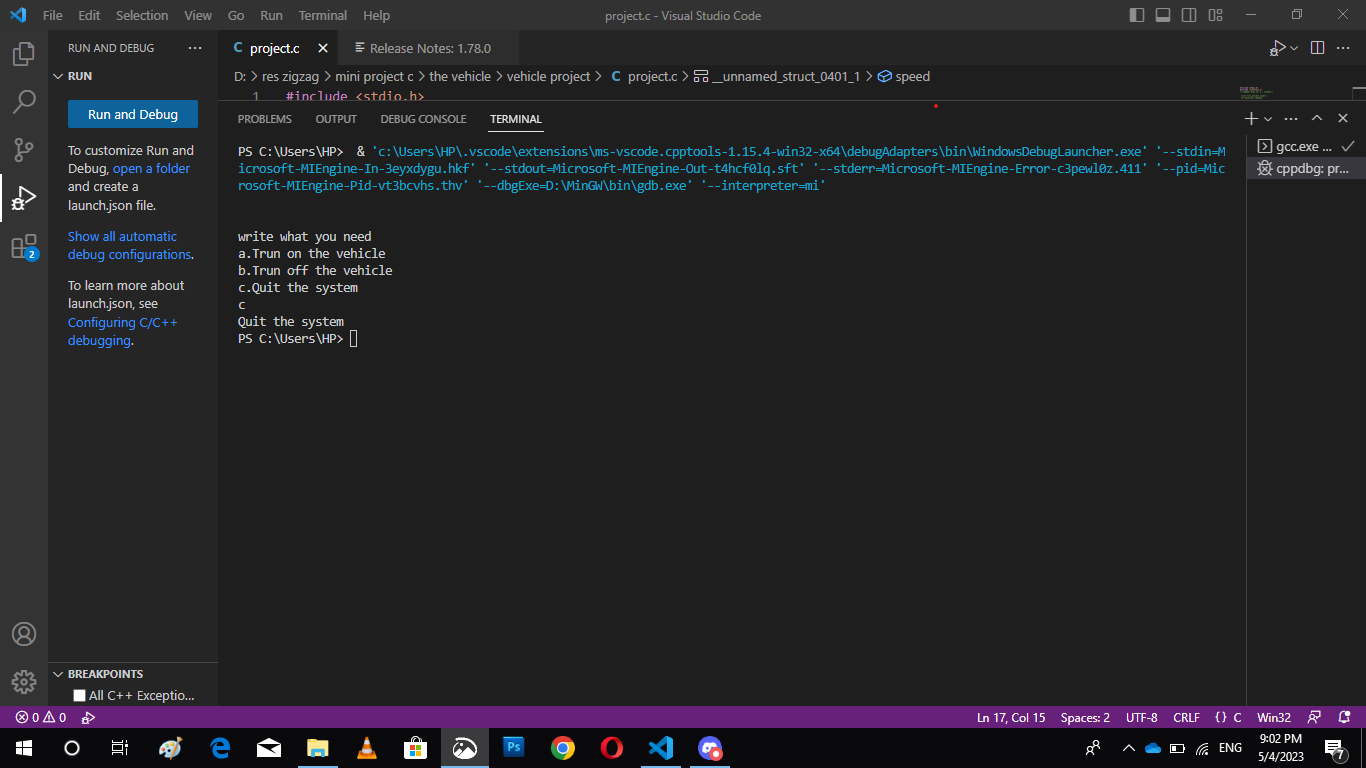 File Edit Selection View Go Run Terminal Help project.c - Visual Studio Code
RUN AND DEBUG ···
C project.c × Release Notes: 1.78.0
RUN
D: > res zigzag > mini project c > the vehicle > vehicle project > C project.c > __unnamed_struct_0401_1 > speed
1 #include <stdio.h>
Run and Debug
To customize Run and
Debug, open a folder
and create a
launch.json file.
Show all automatic
debug configurations.
To learn more about
launch.json, see
Configuring C/C++
debugging.
PROBLEMS OUTPUT DEBUG CONSOLE TERMINAL
PS C:\Users\HP> & 'c:\Users\HP\.vscode\extensions\ms-vscode.cpptools-1.15.4-win32-x64\debugAdapters\bin\WindowsDebugLauncher.exe' '--stdin=M
icrosoft-MIEngine-In-3eyxdygu.hkf' '--stdout=Microsoft-MIEngine-Out-t4hcf0lq.sft' '--stderr=Microsoft-MIEngine-Error-c3pewl0z.411' '--pid=Mic
rosoft-MIEngine-Pid-vt3bcvhs.thv' '--dbgExe=D:\MinGW\bin\gdb.exe' '--interpreter=mi'
write what you need
a.Trun on the vehicle
b.Trun off the vehicle
c.Quit the system
c
Quit the system
PS C:\Users\HP>
gcc.exe ...
cppdbg: pr...
2
BREAKPOINTS
All C++ Exceptio...
0 0
Ln 17, Col 15 Spaces: 2 UTF-8 CRLF {} C Win32
Ps
ENG
9:02 PM
5/4/2023
7